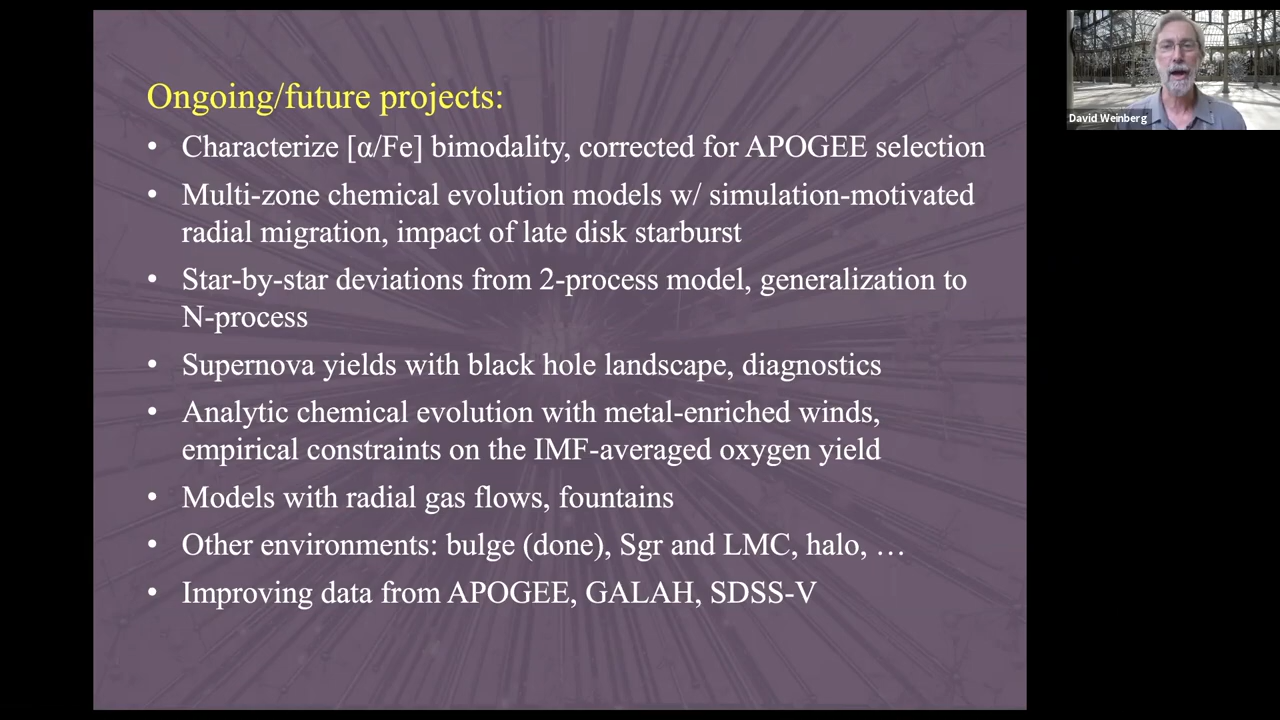 Ongoing/future projects:
• Characterize [α/Fe] bimodality, corrected for APOGEE selection
• Multi-zone chemical evolution models w/ simulation-motivated
radial migration, impact of late disk starburst
• Star-by-star deviations from 2-process model, generalization to
N-process
• Supernova yields with black hole landscape, diagnostics
• Analytic chemical evolution with metal-enriched winds,
empirical constraints on the IMF-averaged oxygen yield
• Models with radial gas flows, fountains
• Other environments: bulge (done), Sgr and LMC, halo, …
• Improving data from APOGEE, GALAH, SDSS-V
David Weinberg